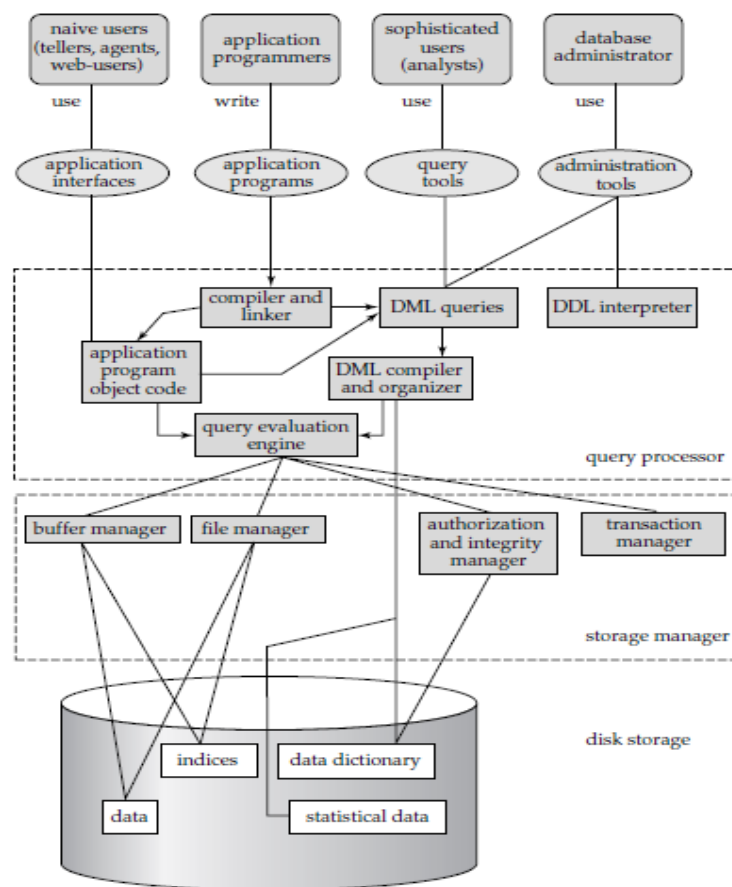 naive users
(tellers, agents,
web-users)
application
programmers
sophisticated
users
(analysts)
database
administrator
use
write
use
use
application
interfaces
application
programs
query
tools
administration
tools
compiler and
linker
DML queries
DDL interpreter
application
program
object code
DML compiler
and organizer
query evaluation
engine
query processor
buffer manager
file manager
authorization
and integrity
manager
transaction
manager
storage manager
disk storage
indices
data dictionary
data
statistical data